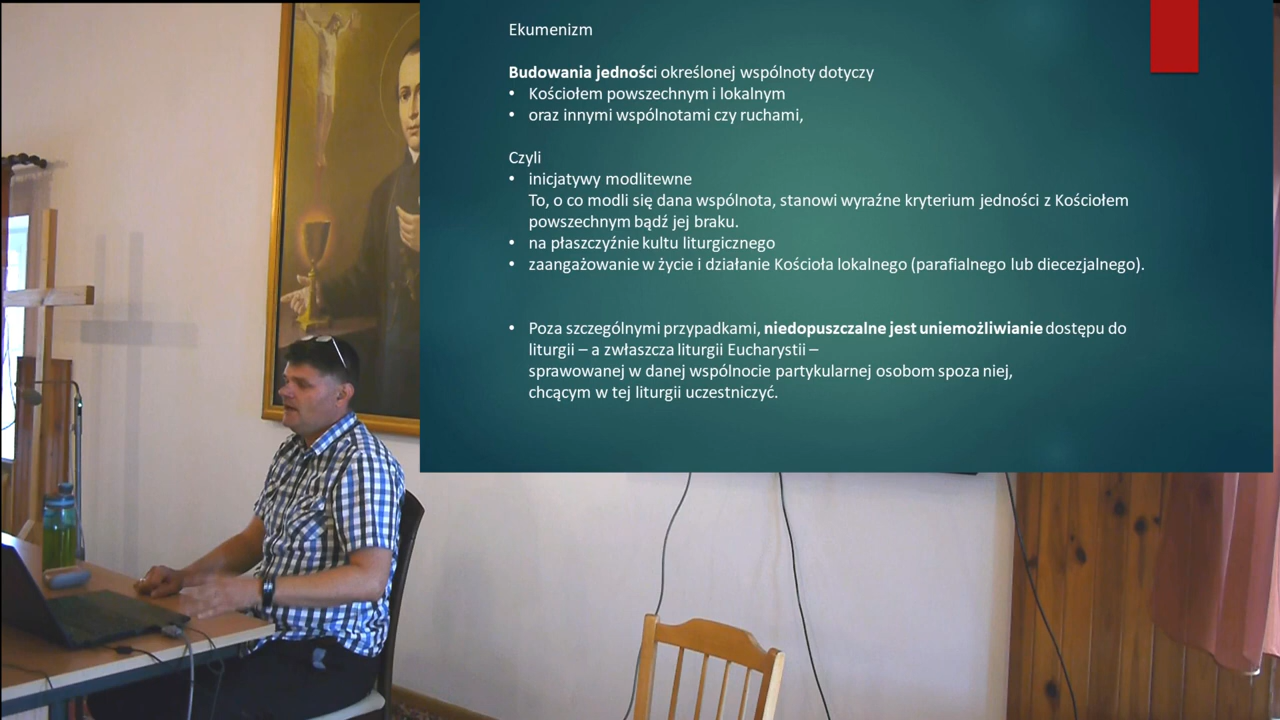 Ekumenizm
Budowania jedności określonej wspólnoty dotyczy
• Kościołem powszechnym i lokalnym
• oraz innymi wspólnotami czy ruchami,
Czyli
• inicjatywy modlitewne
To, o co modli się dana wspólnota, stanowi wyraźne kryterium jedności z Kościołem
powszechnym bądź jej braku.
• na płaszczyźnie kultu liturgicznego
• zaangażowanie w życie i działanie Kościoła lokalnego (parafialnego lub diecezjalnego).
• Poza szczególnymi przypadkami, niedopuszczalne jest uniemożliwianie dostępu do
liturgii – a zwłaszcza liturgii Eucharystii –
sprawowanej w danej wspólnocie partykularnej osobom spoza niej,
chcącym w tej liturgii uczestniczyć.